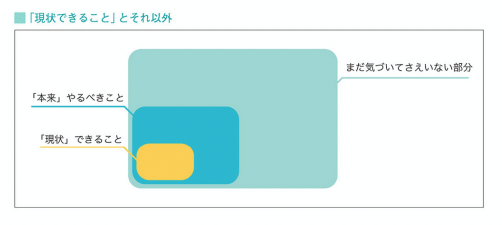 「現状できること」とそれ以外
まだ気づいてさえいない部分
「本来」やるべきこと
「現状」できること